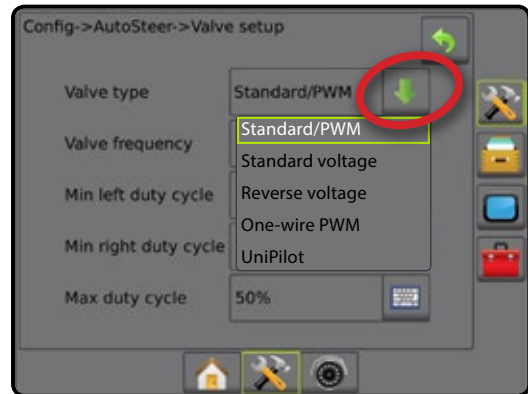 Config->AutoSteer->Valve setup
Valve type
Standard/PWM
Valve frequency
Standard/PWM
Standard voltage
Min left duty cycle
Reverse voltage
One-wire PWM
Min right duty cycle
UniPilot
Max duty cycle
50%